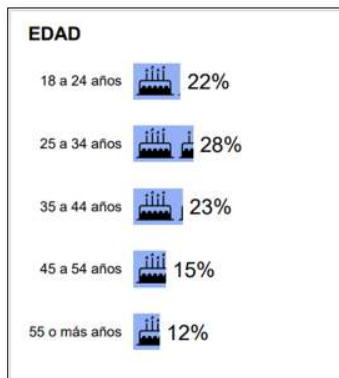 EDAD
18 a 24 años 22%
25 a 34 años 28%
35 a 44 años 23%
45 a 54 años 15%
55 o más años 12%